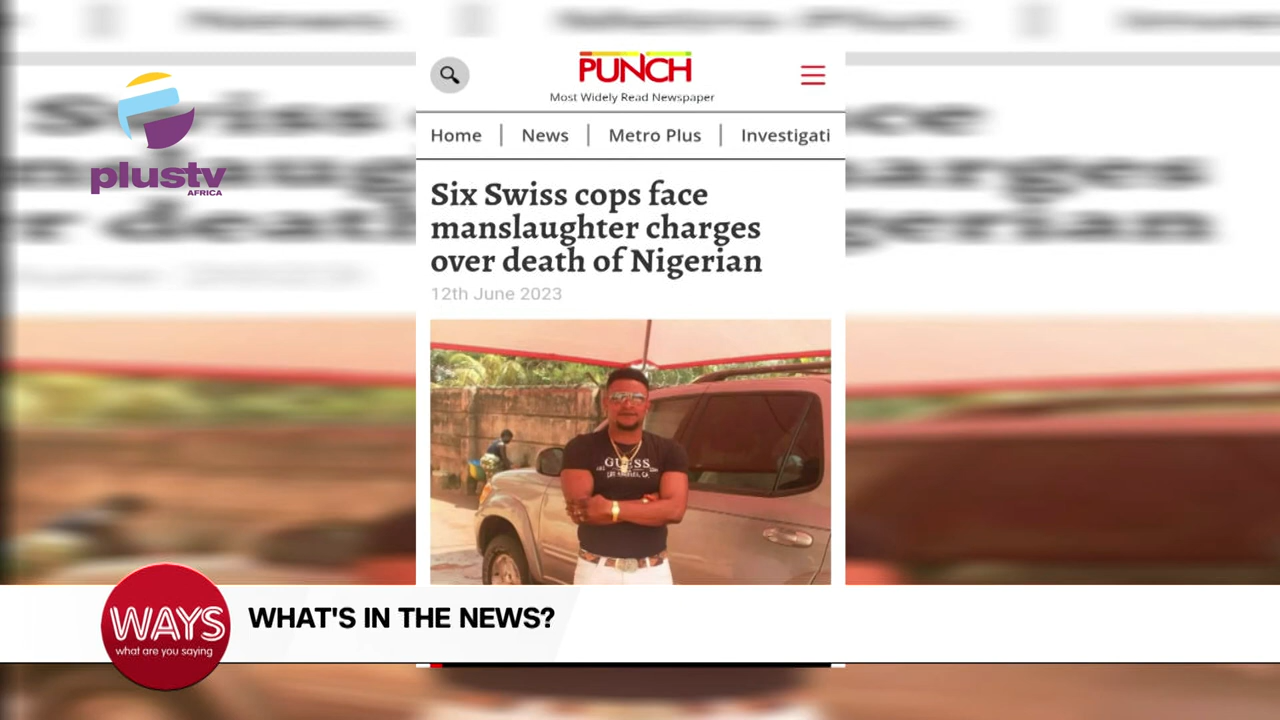 PUNCH
Most Widely Read Newspaper
Home | News | Metro Plus | Investigati
plustv
AFRICA
Six Swiss cops face
manslaughter charges
over death of Nigerian
12th June 2023
GUESS
WAYS
what are you saying
WHAT'S IN THE NEWS?